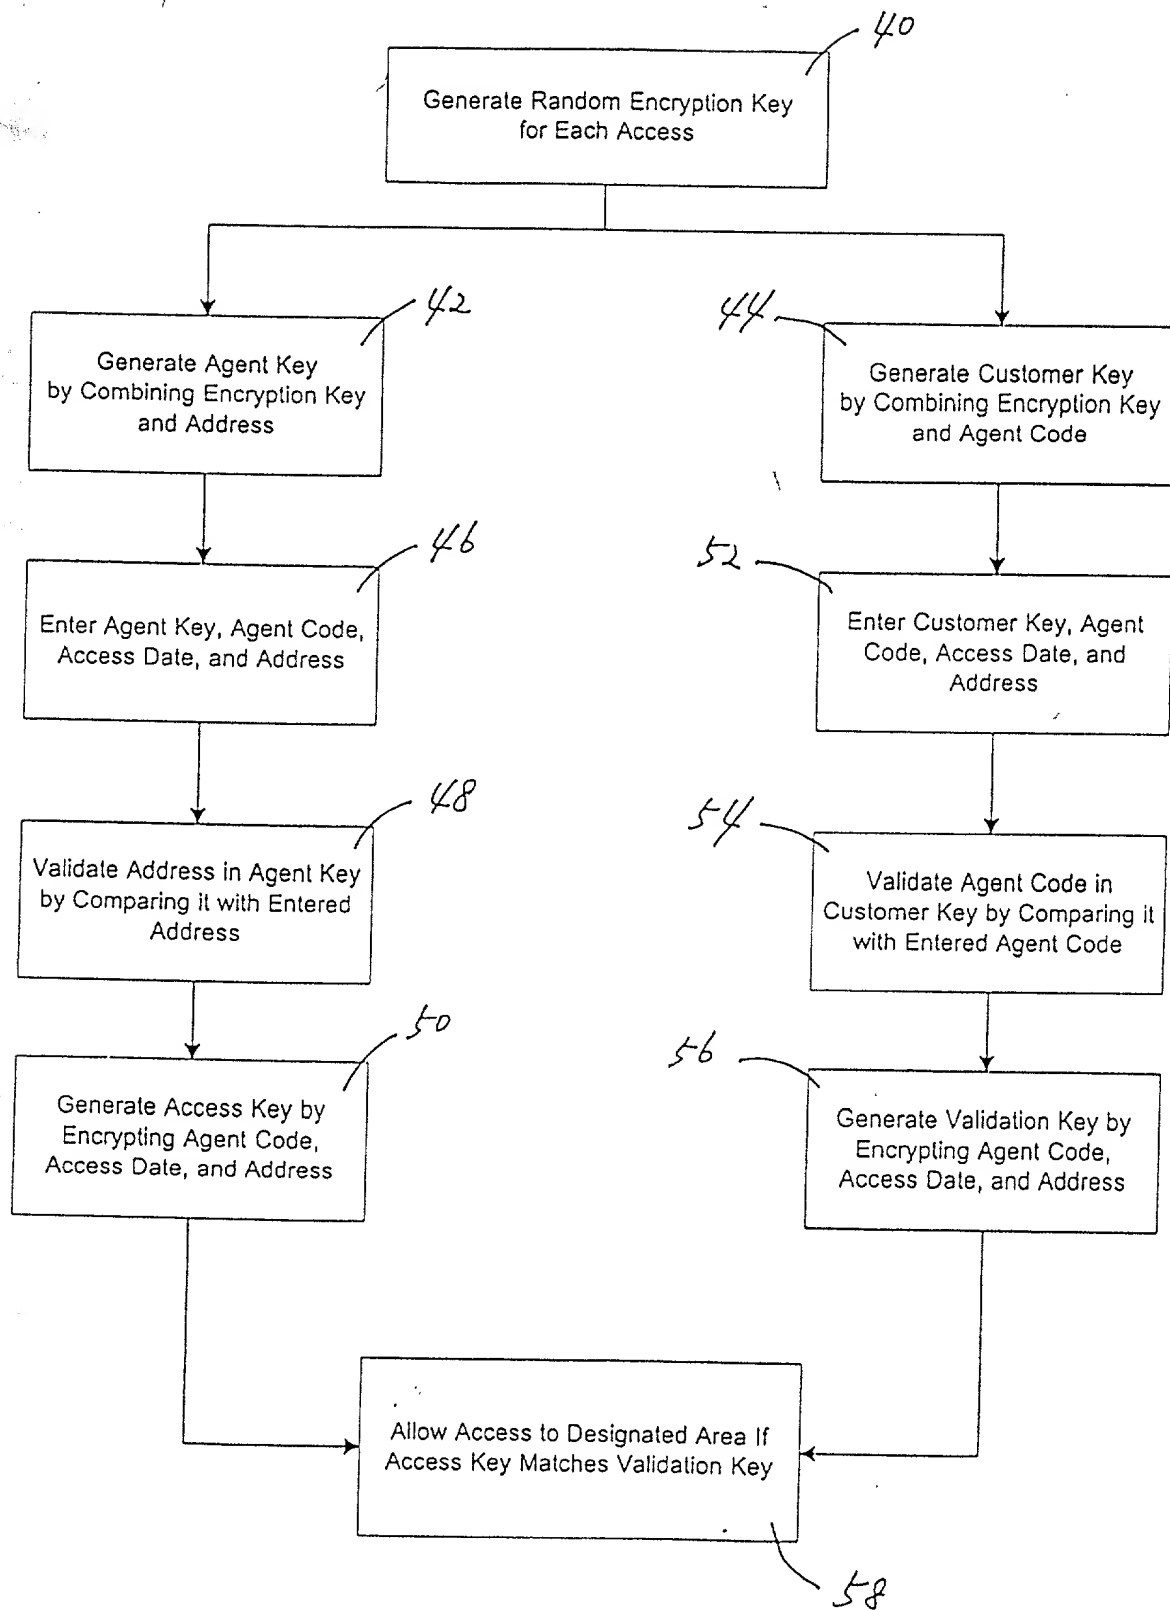 40
Generate Random Encryption Key
for Each Access
42
Generate Agent Key
by Combining Encryption Key
and Address
44
Generate Customer Key
by Combining Encryption Key
and Agent Code
46
Enter Agent Key, Agent Code,
Access Date, and Address
52
Enter Customer Key, Agent
Code, Access Date, and
Address
48
Validate Address in Agent Key
by Comparing it with Entered
Address
54
Validate Agent Code in
Customer Key by Comparing it
with Entered Agent Code
50
Generate Access Key by
Encrypting Agent Code,
Access Date, and Address
56
Generate Validation Key by
Encrypting Agent Code,
Access Date, and Address
Allow Access to Designated Area If
Access Key Matches Validation Key
58